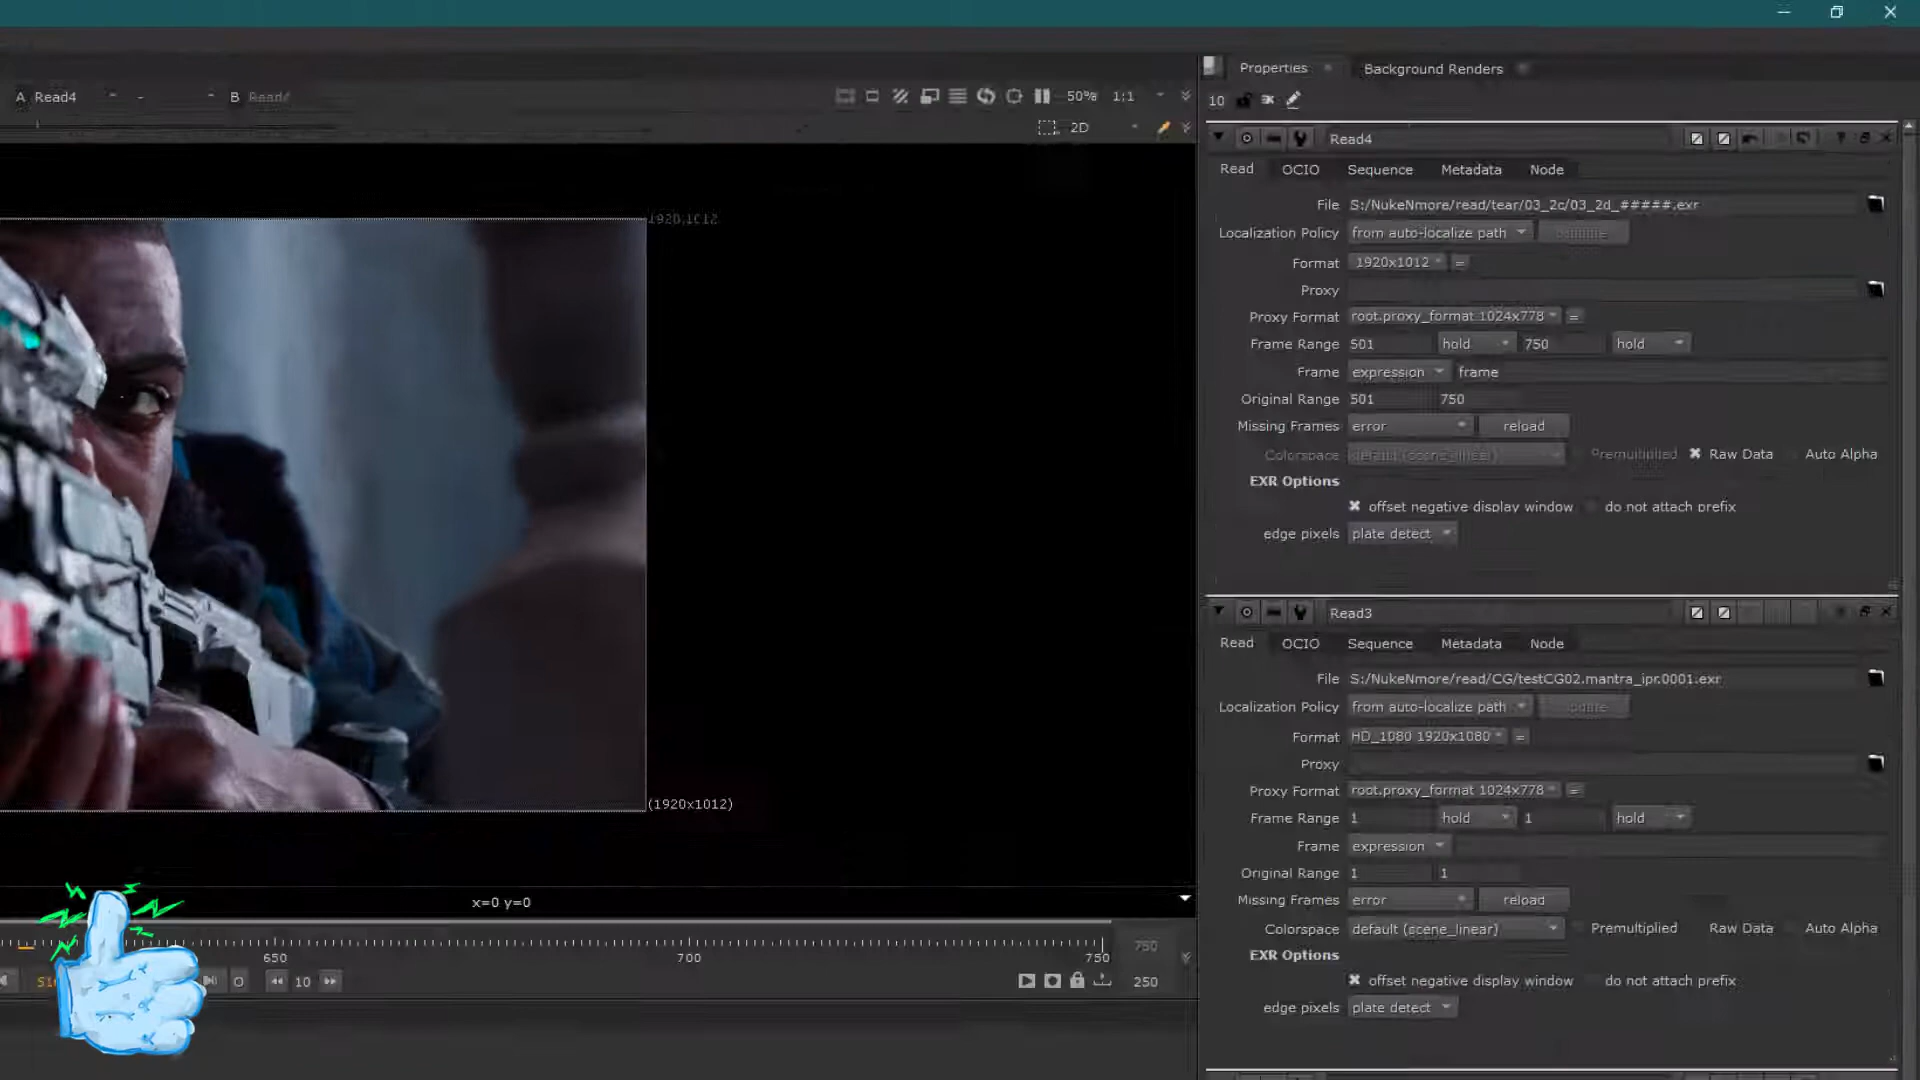 Properties
Background Renders
A Read4 - B Read4
50% 1:1
10
2D
Read4
Read OCIO Sequence Metadata Node
File S:/NukeNmore/read/tear/03_2c/03_2d_#####.exr
1920,1012
Localization Policy from auto-localize path
Format 1920x1012 =
Proxy
Proxy Format root.proxy_format 1024x778 =
Frame Range 501 hold 750 hold
Frame expression frame
Original Range 501 750
Missing Frames error reload
Colorspace default (scene_linear) Premultiplied Raw Data Auto Alpha
EXR Options
offset negative display window do not attach prefix
edge pixels plate detect
Read3
Read OCIO Sequence Metadata Node
File S:/NukeNmore/read/CG/testCG02.mantra_ipr.0001.exr
Localization Policy from auto-localize path
Format HD_1080 1920x1080 =
Proxy
Proxy Format root.proxy_format 1024x778 =
(1920x1012)
Frame Range 1 hold 1 hold
Frame expression
Original Range 1 1
Missing Frames error reload
x=0 y=0
Colorspace default (scene_linear) Premultiplied Raw Data Auto Alpha
750
EXR Options
650 700 750
offset negative display window do not attach prefix
10 250
edge pixels plate detect